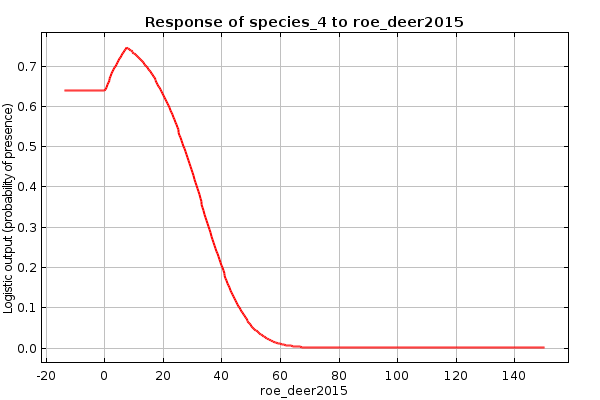 Response of species_4 to roe_deer2015
Logistic output (probability of presence)
0.7
0.6
0.5
0.4
0.3
0.2
0.1
0.0
-20 0 20 40 60 80 100 120 140
roe_deer2015